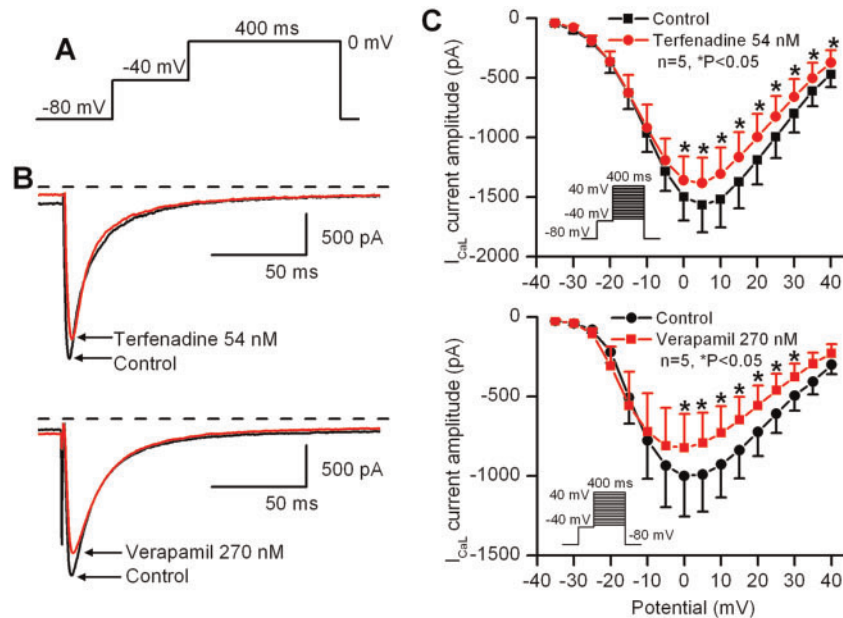 A
400 ms
0 mV
-40 mV
-80 mV
B
500 pA
50 ms
Terfenadine 54 nM
Control
500 pA
50 ms
Verapamil 270 nM
Control
C
Control
Terfenadine 54 nM
n=5, *P<0.05
* * * * * * * * *
I_CaL current amplitude (pA)
0
-500
-1000
-1500
-2000
400 ms
40 mV
-40 mV
-80 mV
-40 -30 -20 -10 0 10 20 30 40
Control
Verapamil 270 nM
n=5, *P<0.05
* * * * * * *
I_CaL current amplitude (pA)
0
-500
-1000
-1500
400 ms
40 mV
-40 mV
-80 mV
-40 -30 -20 -10 0 10 20 30 40
Potential (mV)